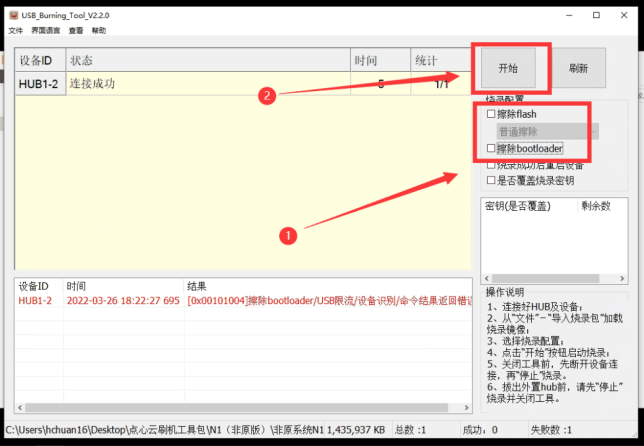 USB_Burning_Tool_V2.2.0
文件 界面语言 查看 帮助
设备ID 状态 时间 统计
HUB1-2 连接成功 5 1/1
开始 刷新
烧录配置
擦除flash
普通擦除
擦除bootloader
烧录成功后重启设备
是否覆盖烧录密钥
密钥(是否覆盖) 剩余数
2
1
设备ID 时间 结果
HUB1-2 2022-03-26 18:22:27 695 [0x00101004]擦除bootloader/USB限流/设备识别/命令结果返回错误
操作说明
1、连接好HUB及设备;
2、从“文件”-“导入烧录包”加载
烧录镜像;
3、选择烧录配置;
4、点击“开始”按钮启动烧录;
5、关闭工具前，先断开设备连
接，再“停止”烧录。
6、拔出外置hub前，请先“停止”
烧录并关闭工具。
C:\Users\hchuan16\Desktop\点心云刷机工具包\N1（非原版）\非原系统N1 1,435,937 KB 总数 :1 成功: 0 失败数 :1